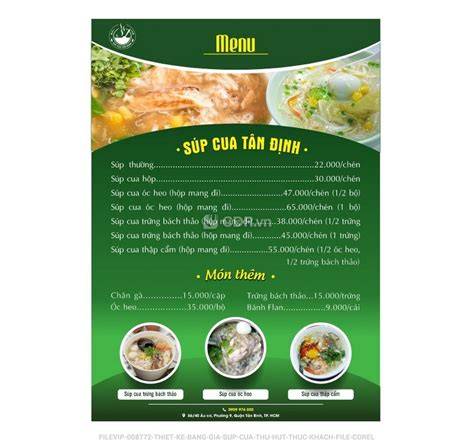 Menu
SÚP CUA TÂN ĐỊNH
Súp thường..............................................22.000/chén
Súp cua hộp.............................................30.000/chén
Súp cua óc heo (hộp mang đi)..............47.000/chén (1/2 bộ)
Súp cua óc heo (hộp mang đi)..............65.000/chén (1 bộ)
Súp cua trứng bách thảo (hộp mang đi)..38.000/chén (1/2 trứng)
Súp cua trứng bách thảo (hộp mang đi)..45.000/chén (1 trứng)
Súp cua thập cẩm (hộp mang đi)..........55.000/chén (1/2 óc heo,
1/2 trứng bách thảo)
Món thêm
Chân gà..........15.000/cặp
Trứng bách thảo...15.000/trứng
Óc heo............35.000/bộ
Bánh Flan..........9.000/cái
Súp cua trứng bách thảo
Súp cua óc heo
Súp cua thập cẩm
FILEVIP-008772-THIET-KE-BANG-GIA-SUP-CUA-THU-HUT-THUC-KHACH-FILE-COREL